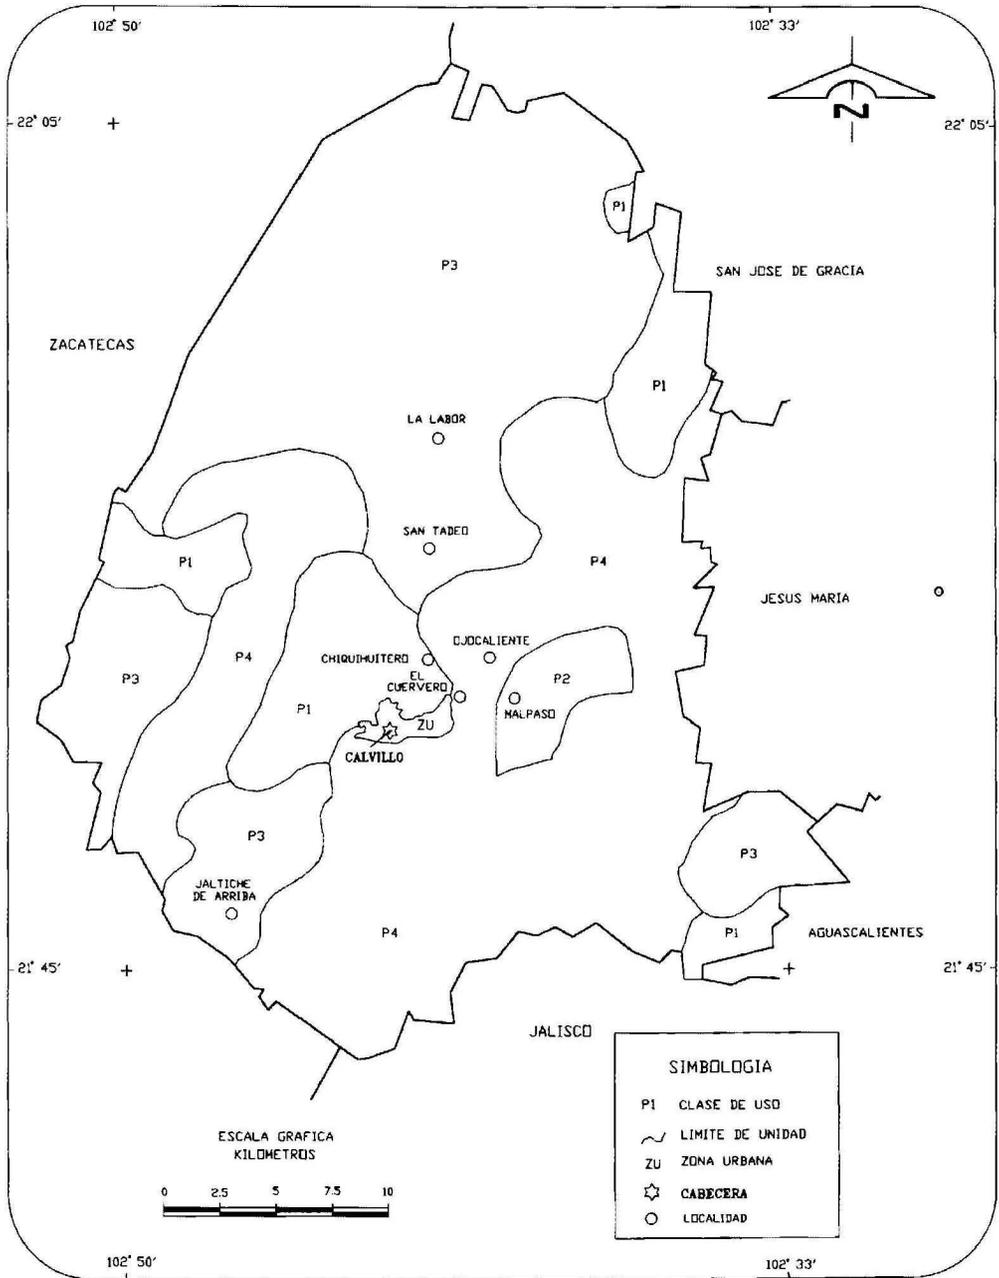 102° 50'
102° 33'
22° 05'
22° 05'
N
P1
P3
SAN JOSE DE GRACIA
ZACATECAS
P1
LA LABOR
SAN TADEO
P1
P4
JESUS MARIA
OJOCALIENTE
CHIQUIHUITERO
P4
EL
CUERVERO
P3
P2
P1
MALPASO
ZU
CALVILLO
P3
P3
JALTICHE
DE ARRIBA
P4
P1
AGUASCALIENTES
21° 45'
21° 45'
JALISCO
SIMBOLOGIA
P1 CLASE DE USO
LIMITE DE UNIDAD
ZU ZONA URBANA
CABECERA
LOCALIDAD
ESCALA GRAFICA
KILOMETROS
0 2.5 5 7.5 10
102° 50'
102° 33'